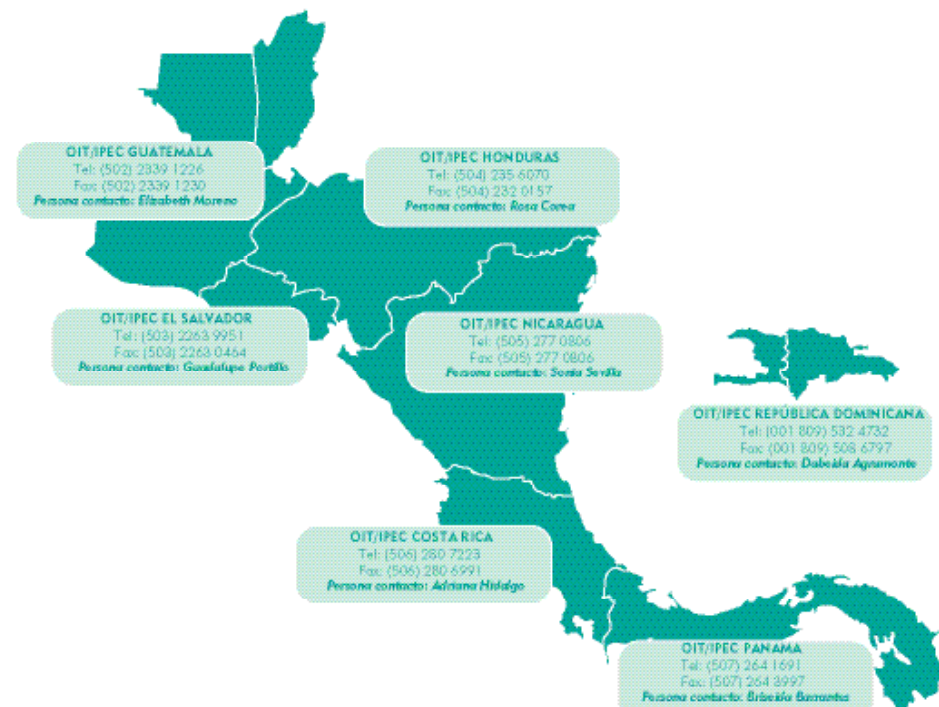 OIT/IPEC GUATEMALA
Tel: (502) 2339 1226
Fax: (502) 2339 1230
Persona contacto: Elizabeth Moreno
OIT/IPEC HONDURAS
Tel: (504) 235 6070
Fax: (504) 232 0157
Persona contacto: Rosa Corea
OIT/IPEC EL SALVADOR
Tel: (503) 2263 9951
Fax: (503) 2263 0464
Persona contacto: Guadalupe Portillo
OIT/IPEC NICARAGUA
Tel: (505) 277 0806
Fax: (505) 277 0806
Persona contacto: Sonia Sevilla
OIT/IPEC REPÚBLICA DOMINICANA
Tel: (001 809) 532 4732
Fax: (001 809) 508 6797
Persona contacto: Dabeida Agramonte
OIT/IPEC COSTA RICA
Tel: (506) 280 7223
Fax: (506) 280 6991
Persona contacto: Adriana Hidalgo
OIT/IPEC PANAMA
Tel: (507) 264 1691
Fax: (507) 264 3997
Persona contacto: Briseida Barrantes